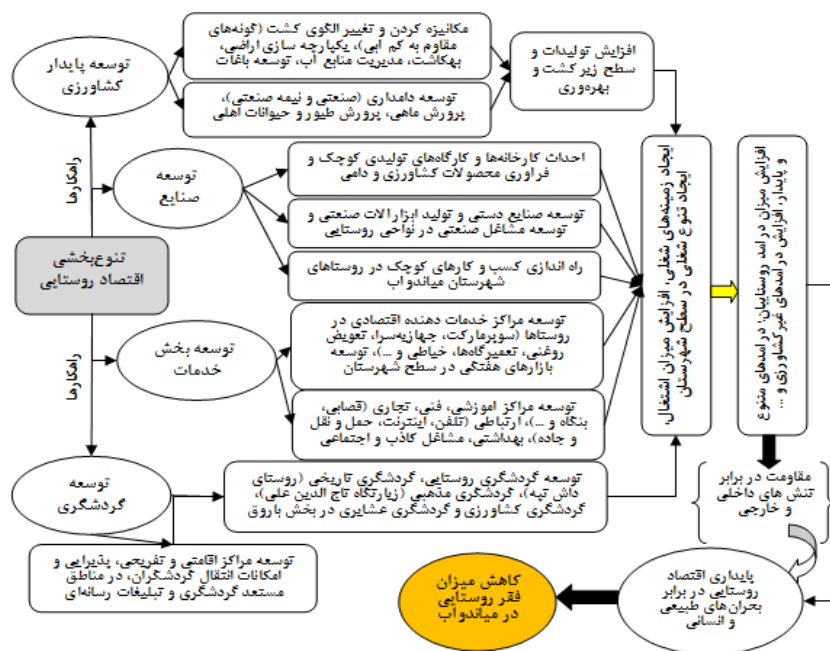 مکانیزه کردن و تغییر الگوی کشت (گونه‌های
مقاوم به کم آبی)، یکپارچه سازی اراضی،
بهکاشت، مدیریت منابع آب، توسعه باغات
توسعه پایدار
کشاورزی
افزایش تولیدات و
سطح زیر کشت و
بهره‌وری
توسعه دامداری (صنعتی و نیمه صنعتی)،
پرورش ماهی، پرورش طیور و حیوانات اهلی
راهکارها
توسعه
صنایع
احداث کارخانه‌ها و کارگاه‌های تولیدی کوچک و
فراوری محصولات کشاورزی و دامی
توسعه صنایع دستی و تولید ابزار الات صنعتی و
توسعه مشاغل صنعتی در نواحی روستایی
راه اندازی کسب و کارهای کوچک در روستاهای
شهرستان میاندواب
تنوع‌بخشی
اقتصاد روستایی
ایجاد زمینه‌های شغلی، افزایش میزان اشتغال،
ایجاد تنوع شغلی در سطح شهرستان
افزایش میزان درامد روستاییان؛ درامدهای متنوع
و پایدار، افزایش درامدهای غیرکشاورزی و ...
راهکارها
توسعه بخش
خدمات
توسعه مراکز خدمات دهنده اقتصادی در
روستاها (سوپرمارکت، جهازیه‌سرا، تعویض
روغنی، تعمیرگاه‌ها، خیاطی و ...)، توسعه
بازارهای هفتگی در سطح شهرستان
توسعه مراکز اموزشی، فنی، تجاری (قصابی،
بنگاه و ...)، ارتباطی (تلفن، اینترنت، حمل و نقل
و جاده)، بهداشتی، مشاغل کاذب و اجتماعی
توسعه
گردشگری
توسعه گردشگری روستایی، گردشگری تاریخی (روستای
داش تپه)، گردشگری مذهبی (زیارتگاه تاج الدین علی)،
گردشگری کشاورزی و گردشگری عشایری در بخش باروق
توسعه مراکز اقامتی و تفریحی، پذیرایی و
امکانات انتقال گردشگران، در مناطق
مستعد گردشگری و تبلیغات رسانه‌ای
مقاومت در برابر
تنش های داخلی
و خارجی
پایداری اقتصاد
روستایی در برابر
بحران‌های طبیعی
و انسانی
کاهش میزان
فقر روستایی
در میاندواب